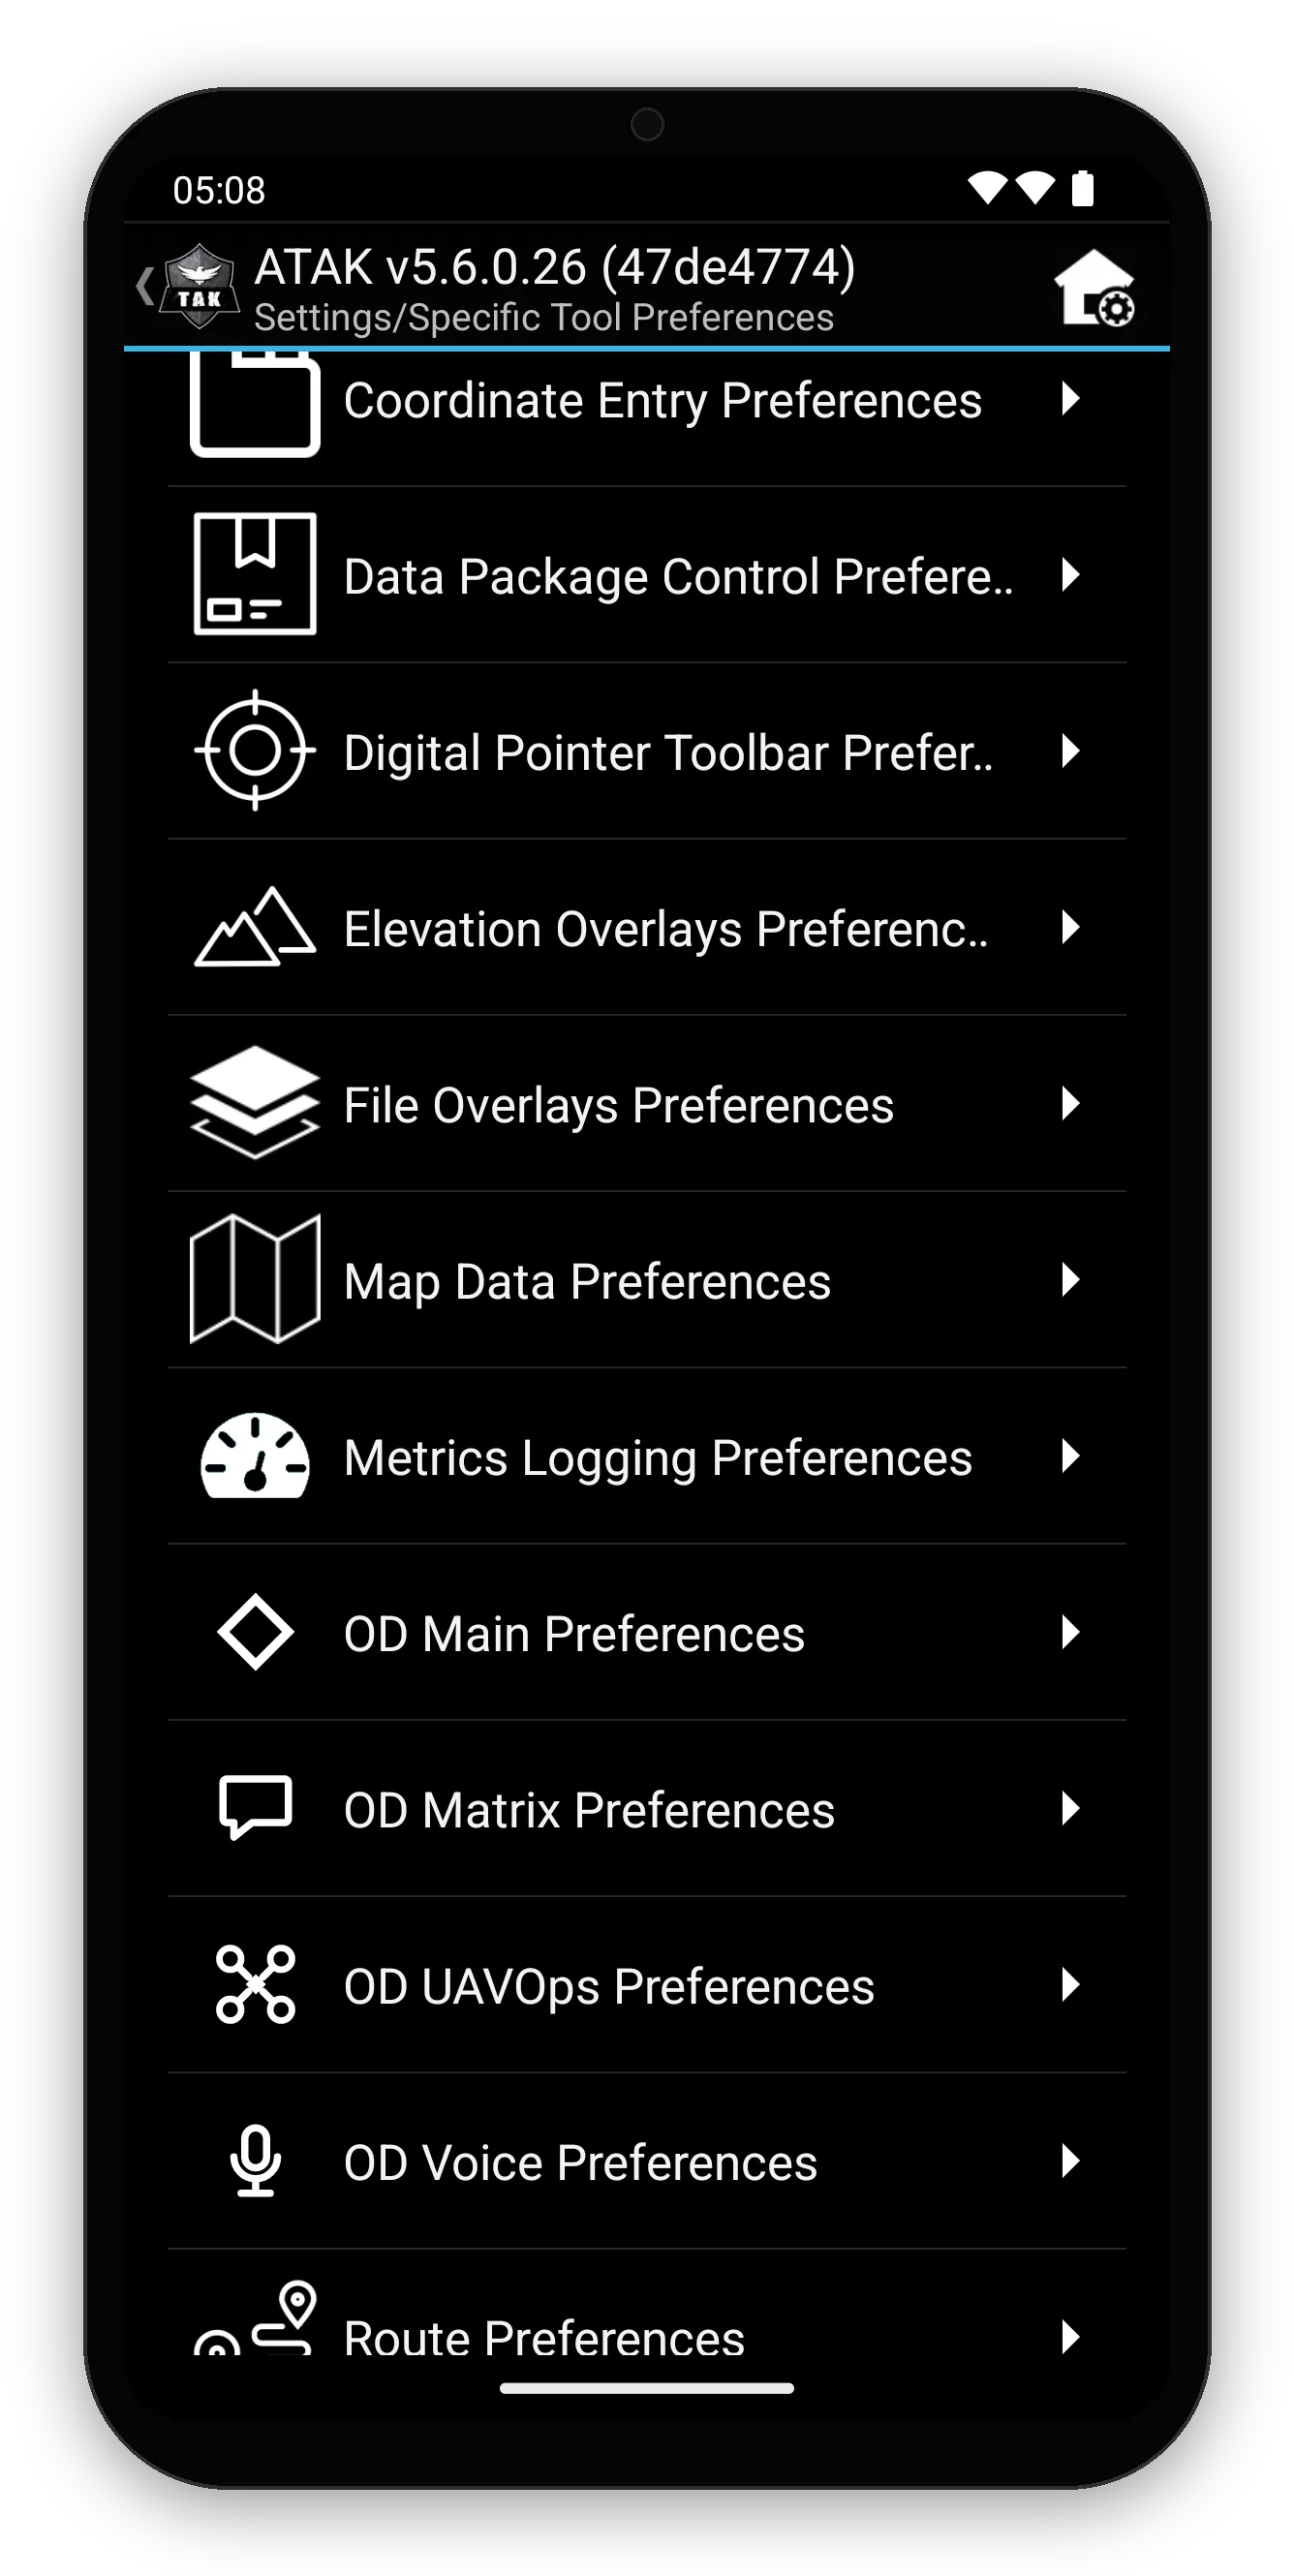 05:08
ATAK v5.6.0.26 (47de4774)
TAK
Settings/Specific Tool Preferences
Coordinate Entry Preferences
Data Package Control Prefere..
Digital Pointer Toolbar Prefer..
Elevation Overlays Preferenc..
File Overlays Preferences
Map Data Preferences
Metrics Logging Preferences
OD Main Preferences
OD Matrix Preferences
OD UAVOps Preferences
OD Voice Preferences
Route Preferences